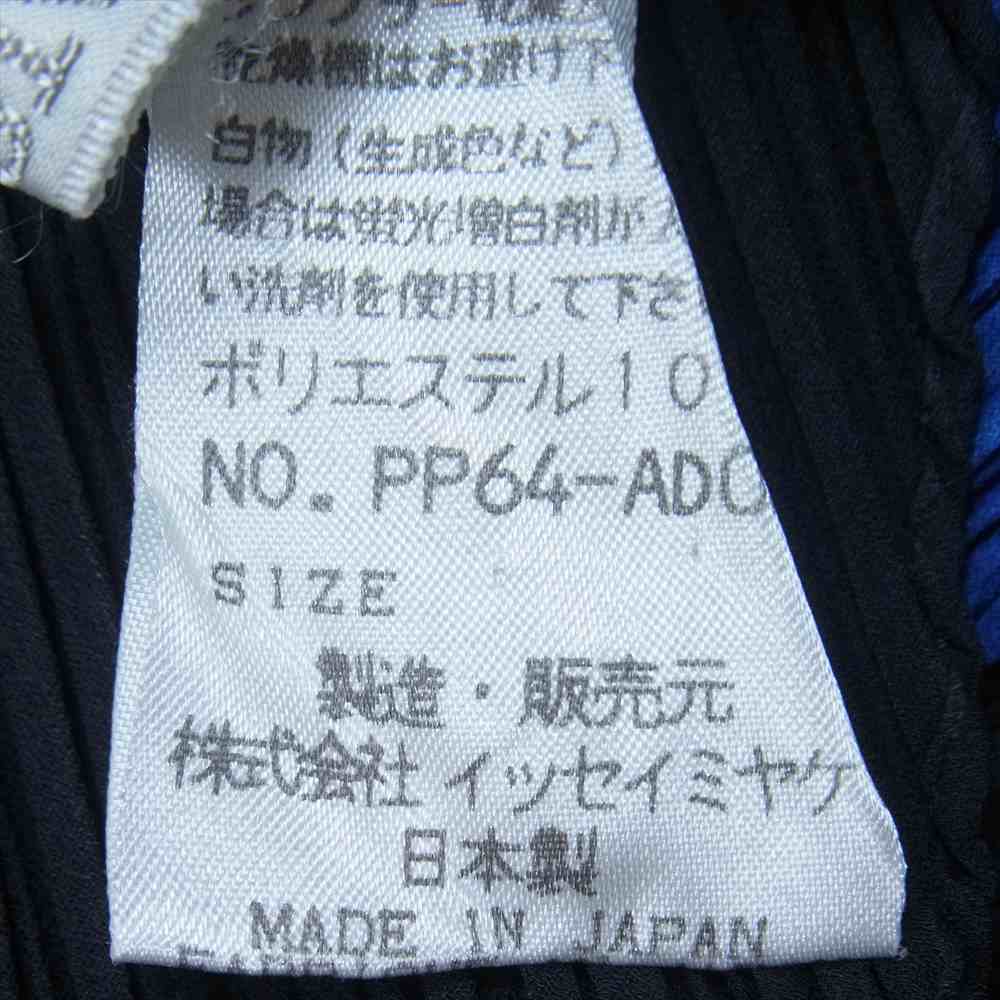 乾燥機はお避け下
白物(生成色など)
場合は蛍光増白剤が
い洗剤を使用して下さ
ポリエステル10
NO. PP64-AD
SIZE
製造・販売元
株式会社イッセイミヤケ
日本製
MADE IN JAPAN